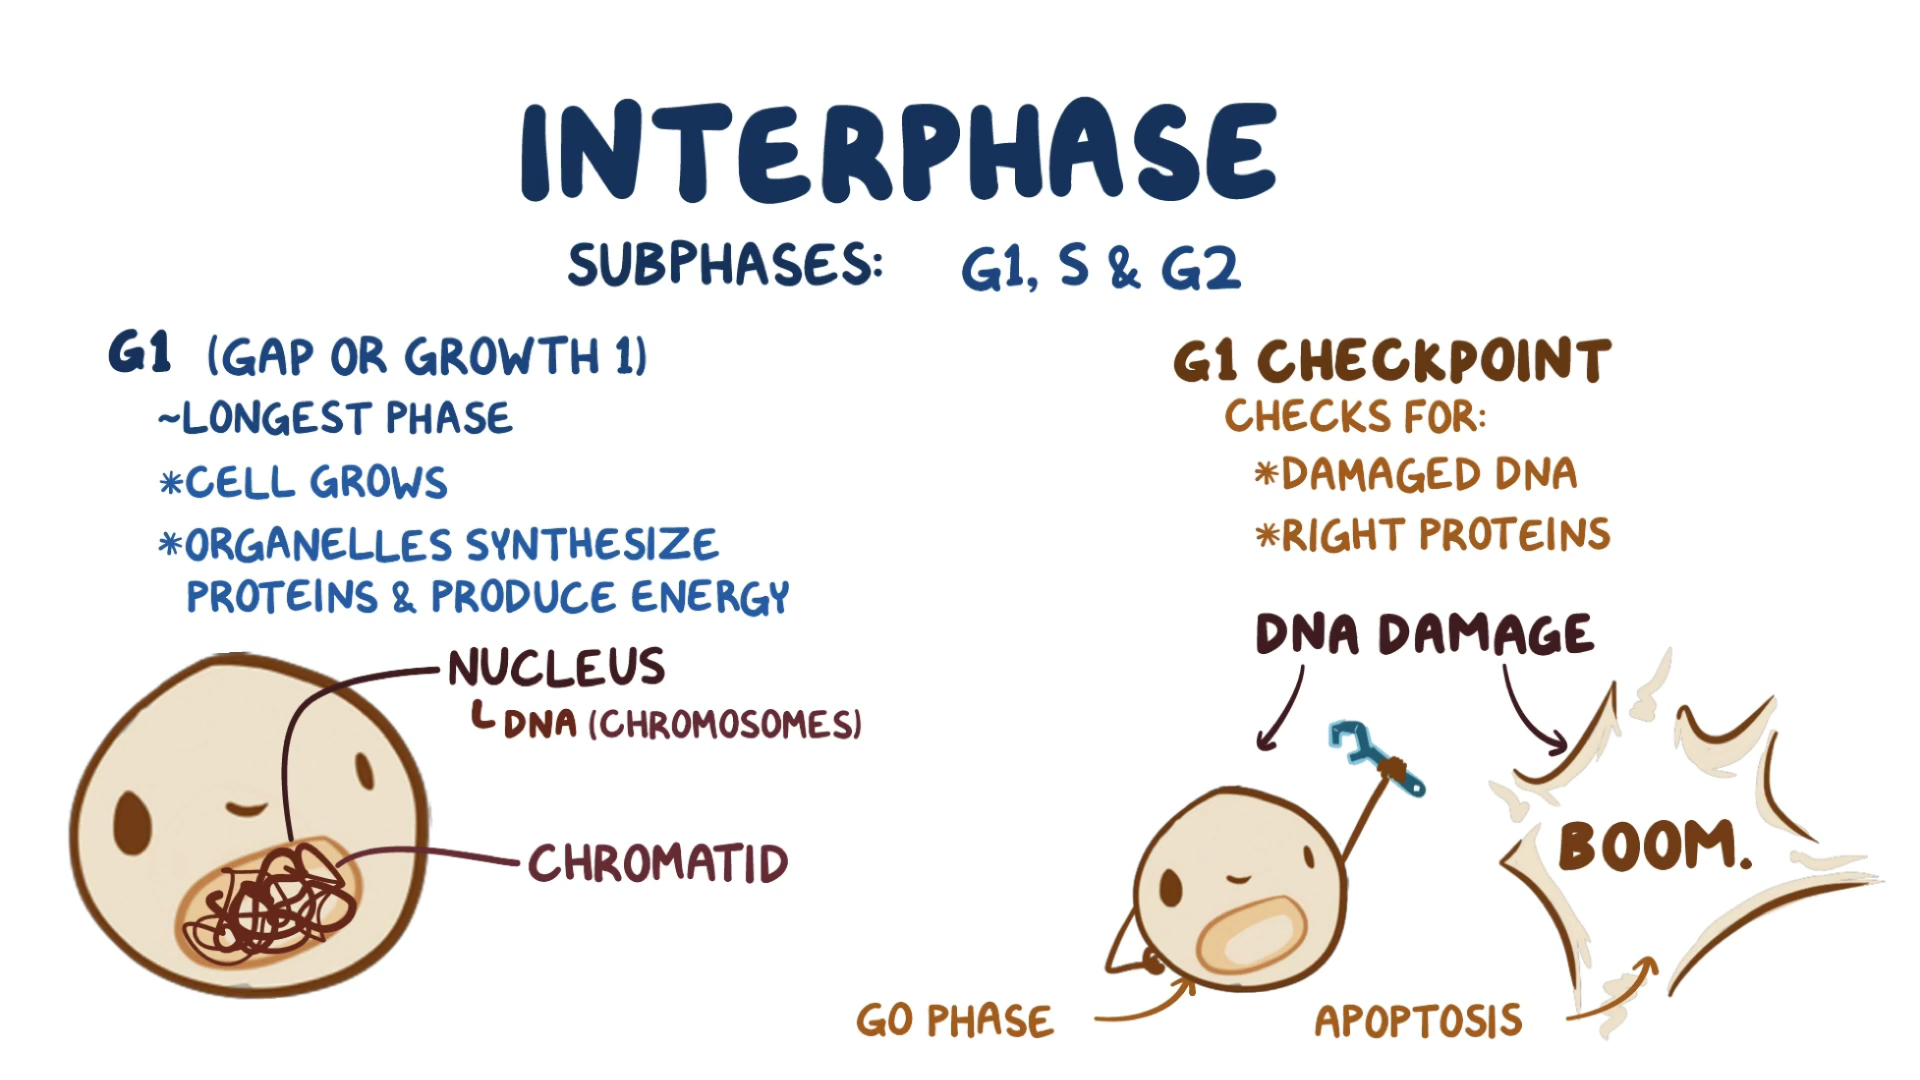 INTERPHASE
SUBPHASES: G1, S & G2
G1 (GAP OR GROWTH 1)
~LONGEST PHASE
*CELL GROWS
*ORGANELLES SYNTHESIZE
PROTEINS & PRODUCE ENERGY
NUCLEUS
DNA (CHROMOSOMES)
CHROMATID
G1 CHECKPOINT
CHECKS FOR:
*DAMAGED DNA
*RIGHT PROTEINS
DNA DAMAGE
BOOM.
GO PHASE
APOPTOSIS